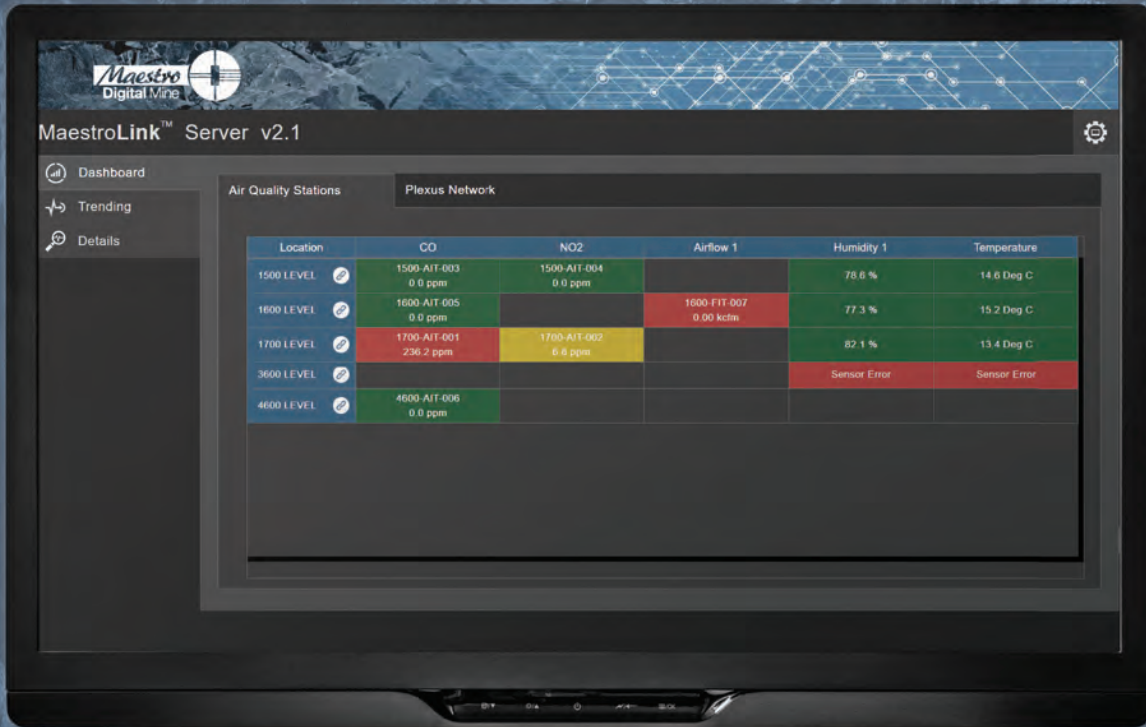 Maestro
Digital Mine
MaestroLink™ Server v2.1
Dashboard
Trending
Details
Air Quality Stations
Plexus Network
Location CO NO2 Airflow 1 Humidity 1 Temperature
1500 LEVEL
1500-AIT-003
0.0 ppm
1500-AIT-004
0.0 ppm
78.6 %
14.6 Deg C
1600 LEVEL
1600-AIT-005
0.0 ppm
1600-FIT-007
0.00 kcfm
77.3 %
15.2 Deg C
1700 LEVEL
1700-AIT-001
236.2 ppm
1700-AIT-002
6.8 ppm
82.1 %
13.4 Deg C
3600 LEVEL
Sensor Error
Sensor Error
4600 LEVEL
4600-AIT-006
0.0 ppm